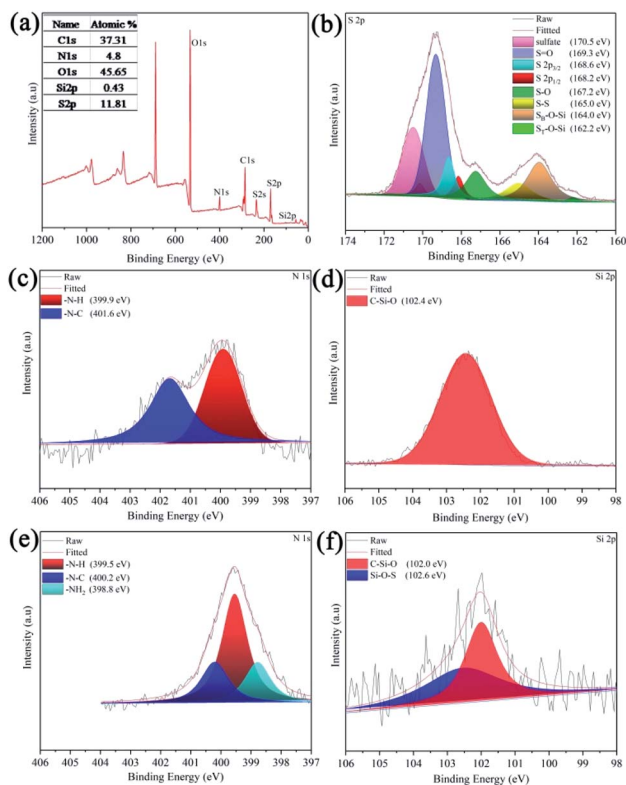 (a)
Name Atomic %
C1s 37.31
N1s 4.8
O1s 45.65
Si2p 0.43
S2p 11.81
O1s
C1s
N1s
S2s
S2p
Si2p
Intensity (a.u)
1200 1000 800 600 400 200 0
Binding Energy (eV)
(b)
S 2p
Raw
Fittted
sulfate (170.5 eV)
S=O (169.3 eV)
S 2p3/2 (168.6 eV)
S 2p1/2 (168.2 eV)
S-O (167.2 eV)
S-S (165.0 eV)
SB-O-Si (164.0 eV)
ST-O-Si (162.2 eV)
Intensity (a.u)
174 172 170 168 166 164 162 160
Binding Energy (eV)
(c)
N 1s
Raw
Fitted
-N-H (399.9 eV)
-N-C (401.6 eV)
Intensity (a.u)
406 405 404 403 402 401 400 399 398 397
Binding Energy (eV)
(d)
Si 2p
Raw
Fitted
C-Si-O (102.4 eV)
Intensity (a.u)
106 105 104 103 102 101 100 99 98
Binding Energy (eV)
(e)
N 1s
Raw
Fitted
-N-H (399.5 eV)
-N-C (400.2 eV)
-NH2 (398.8 eV)
Intensity (a.u)
406 405 404 403 402 401 400 399 398 397
Binding Energy (eV)
(f)
Si 2p
Raw
Fitted
C-Si-O (102.0 eV)
Si-O-S (102.6 eV)
Intensity (a.u)
106 105 104 103 102 101 100 99 98
Binding Energy (eV)